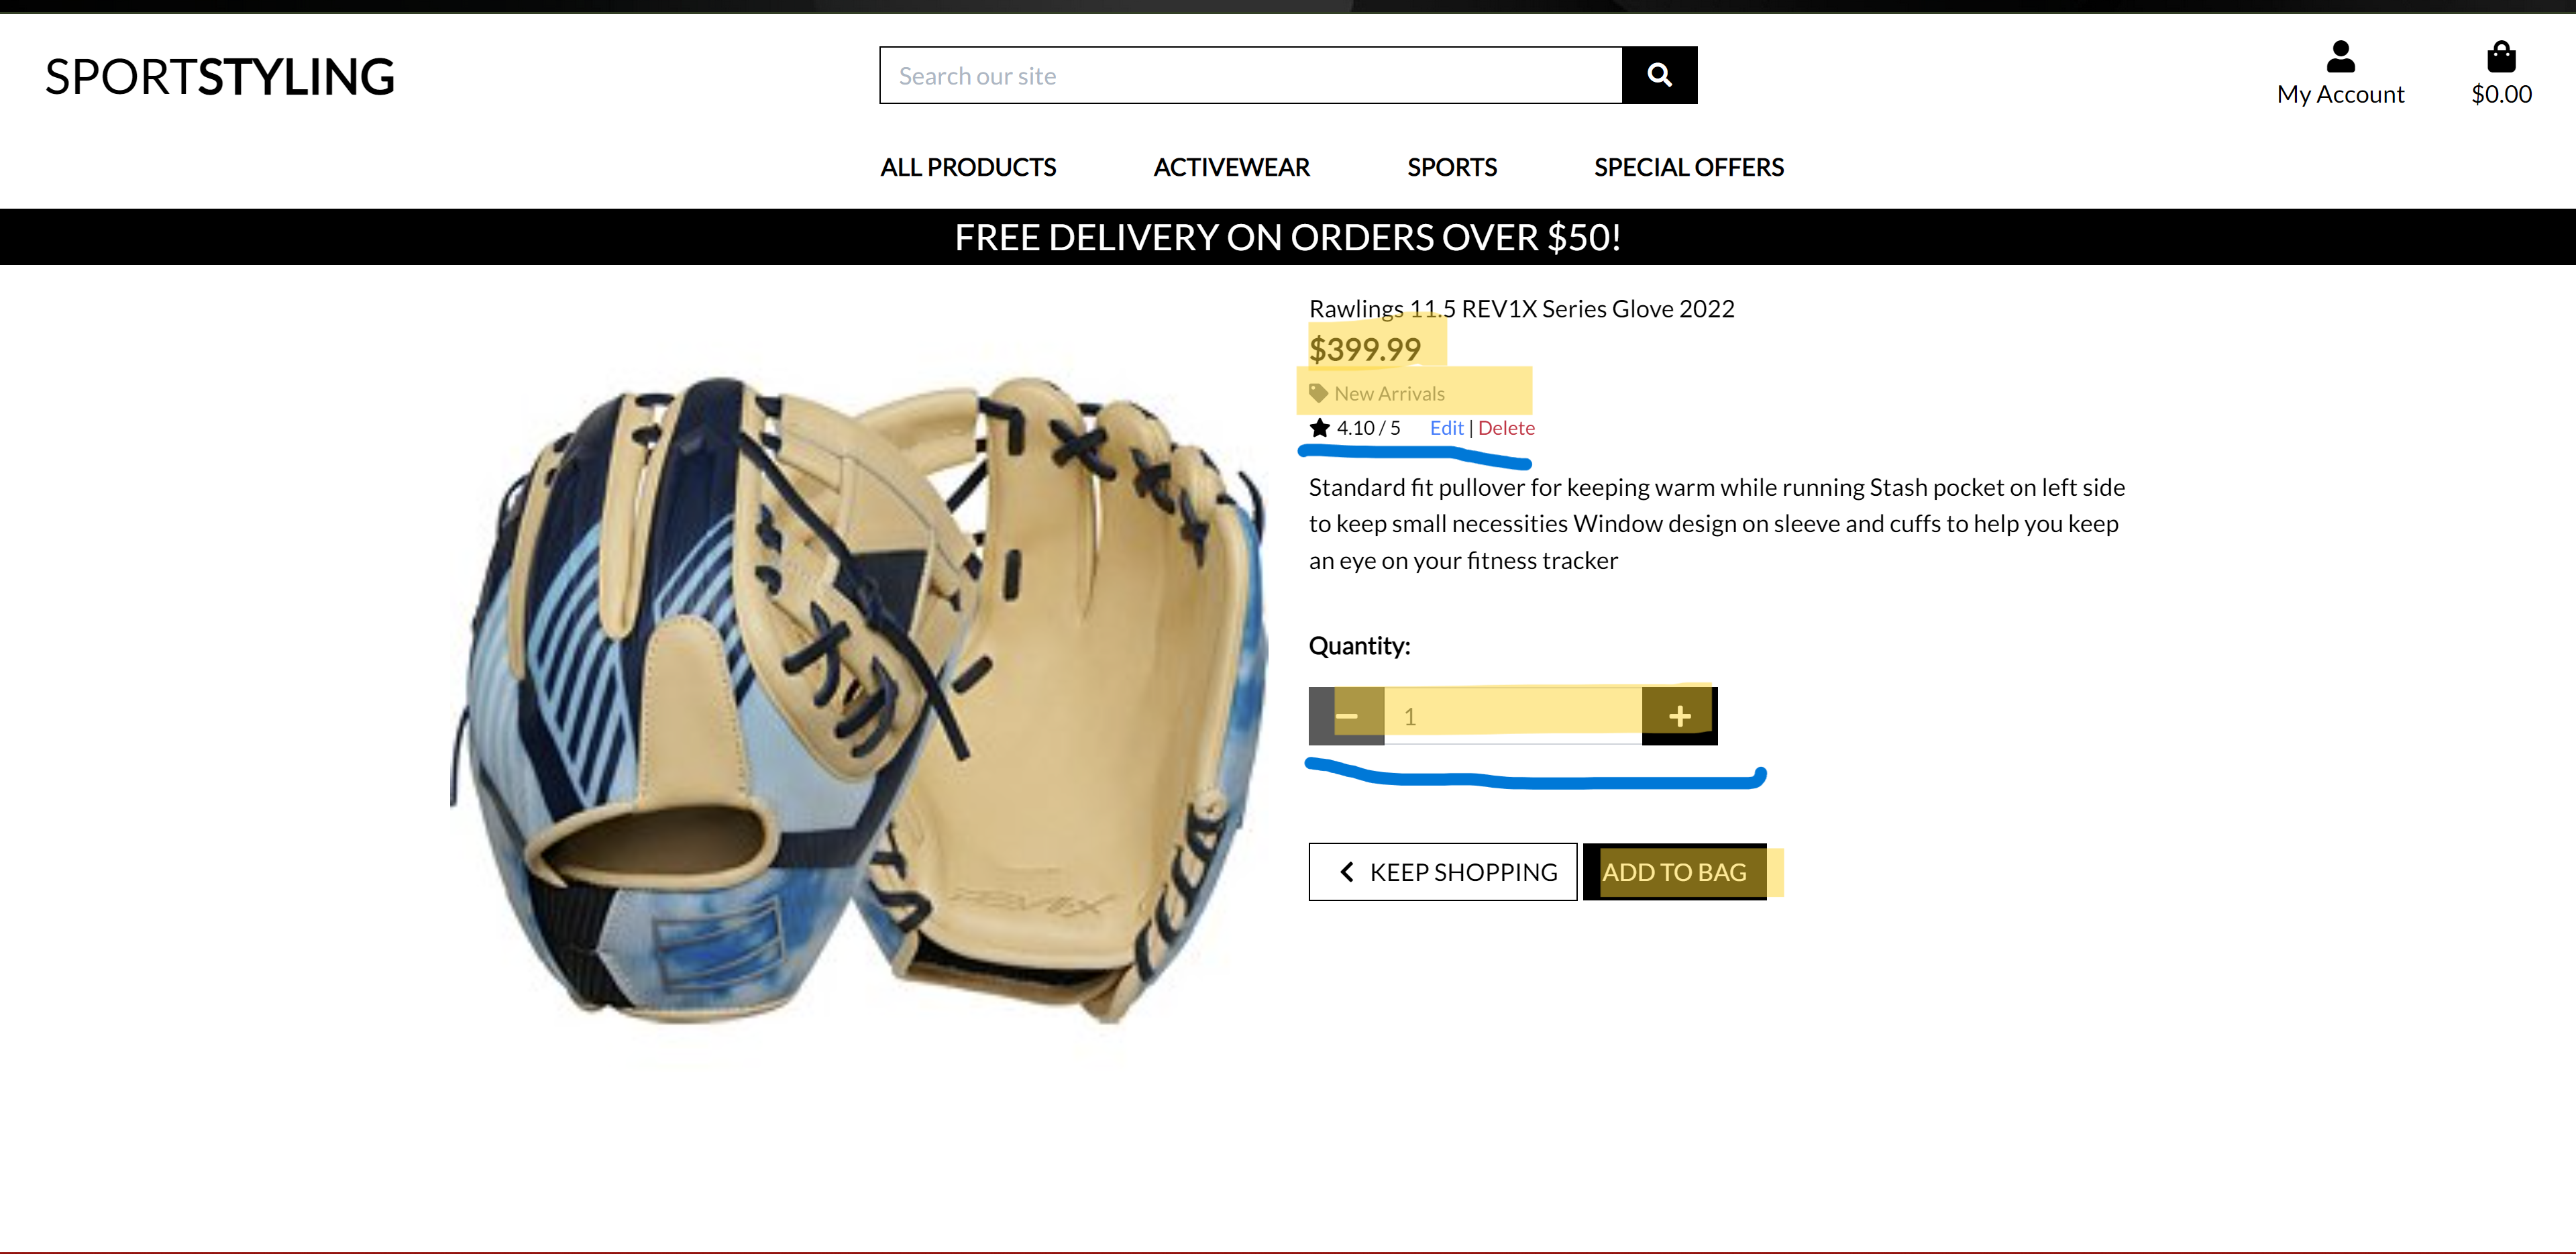 SPORTSTYLING
Search our site
My Account
$0.00
ALL PRODUCTS ACTIVEWEAR SPORTS SPECIAL OFFERS
FREE DELIVERY ON ORDERS OVER $50!
Rawlings 11.5 REV1X Series Glove 2022
$399.99
New Arrivals
4.10 / 5 Edit | Delete
Standard fit pullover for keeping warm while running Stash pocket on left side
to keep small necessities Window design on sleeve and cuffs to help you keep
an eye on your fitness tracker
Quantity:
1
KEEP SHOPPING ADD TO BAG
REV1X